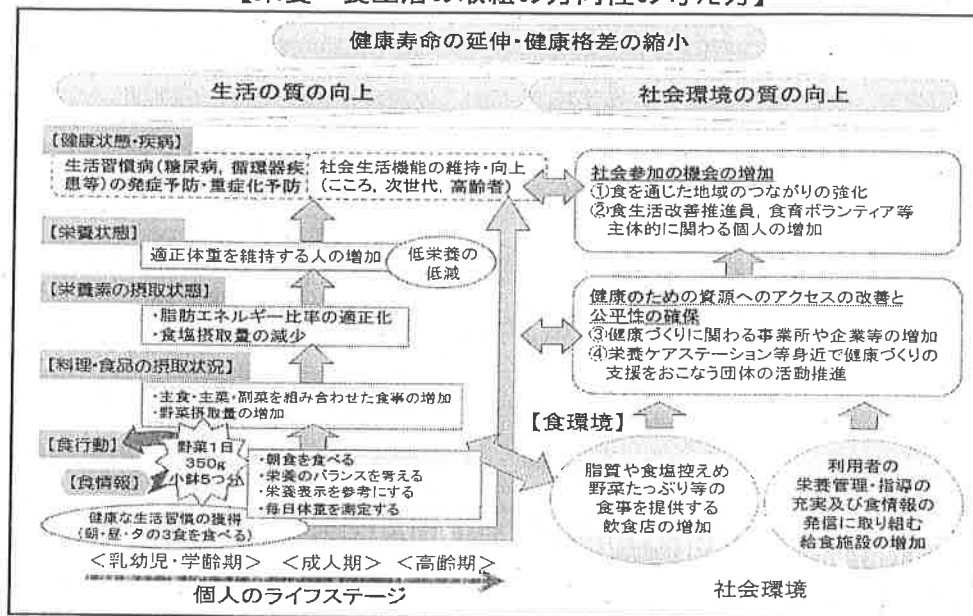 健康寿命の延伸・健康格差の縮小
生活の質の向上
社会環境の質の向上
【健康状態・疾病】
生活習慣病(糖尿病, 循環器疾
患等)の発症予防・重症化予防
社会生活機能の維持・向上
(こころ, 次世代, 高齢者)
【栄養状態】
適正体重を維持する人の増加
低栄養の
低減
【栄養素の摂取状態】
・脂肪エネルギー比率の適正化
・食塩摂取量の減少
【料理・食品の摂取状況】
・主食・主菜・副菜を組み合わせた食事の増加
・野菜摂取量の増加
【食行動】
【食情報】
野菜1日
350g
小鉢5つ分
・朝食を食べる
・栄養のバランスを考える
・栄養表示を参考にする
・毎日体重を測定する
健康な生活習慣の獲得
(朝・昼・夕の3食を食べる)
＜乳幼児・学齢期＞ ＜成人期＞ ＜高齢期＞
個人のライフステージ
社会参加の機会の増加
①食を通じた地域のつながりの強化
②食生活改善推進員, 食育ボランティア等
主体的に関わる個人の増加
健康のための資源へのアクセスの改善と
公平性の確保
③健康づくりに関わる事業所や企業等の増加
④栄養ケアステーション等身近で健康づくりの
支援をおこなう団体の活動推進
【食環境】
脂質や食塩控えめ
野菜たっぷり等の
食事を提供する
飲食店の増加
利用者の
栄養管理・指導の
充実及び食情報の
発信に取り組む
給食施設の増加
社会環境